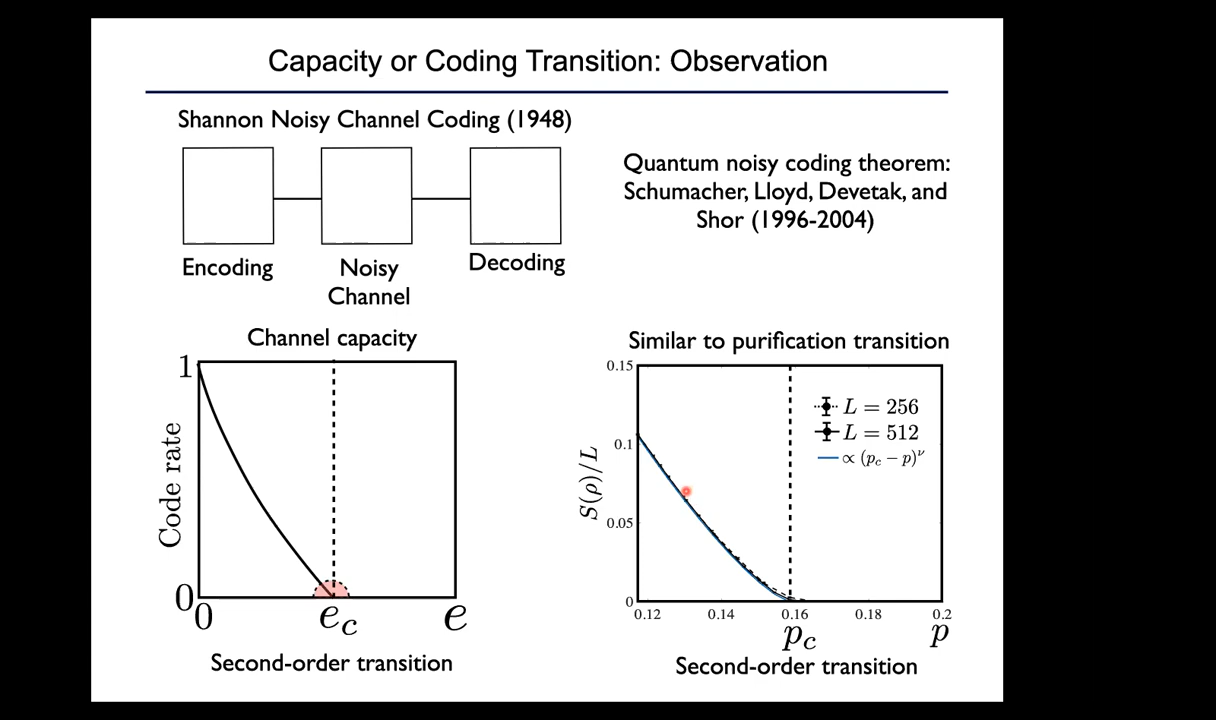 Capacity or Coding Transition: Observation
Shannon Noisy Channel Coding (1948)
Encoding
Noisy
Channel
Decoding
Quantum noisy coding theorem:
Schumacher, Lloyd, Devetak, and
Shor (1996-2004)
Channel capacity
1
Code rate
0
0
e_c
e
Second-order transition
Similar to purification transition
0.15
0.1
0.05
0
S(ρ)/L
L = 256
L = 512
∝ (p_c − p)^ν
0.12
0.14
0.16
0.18
0.2
p_c
p
Second-order transition